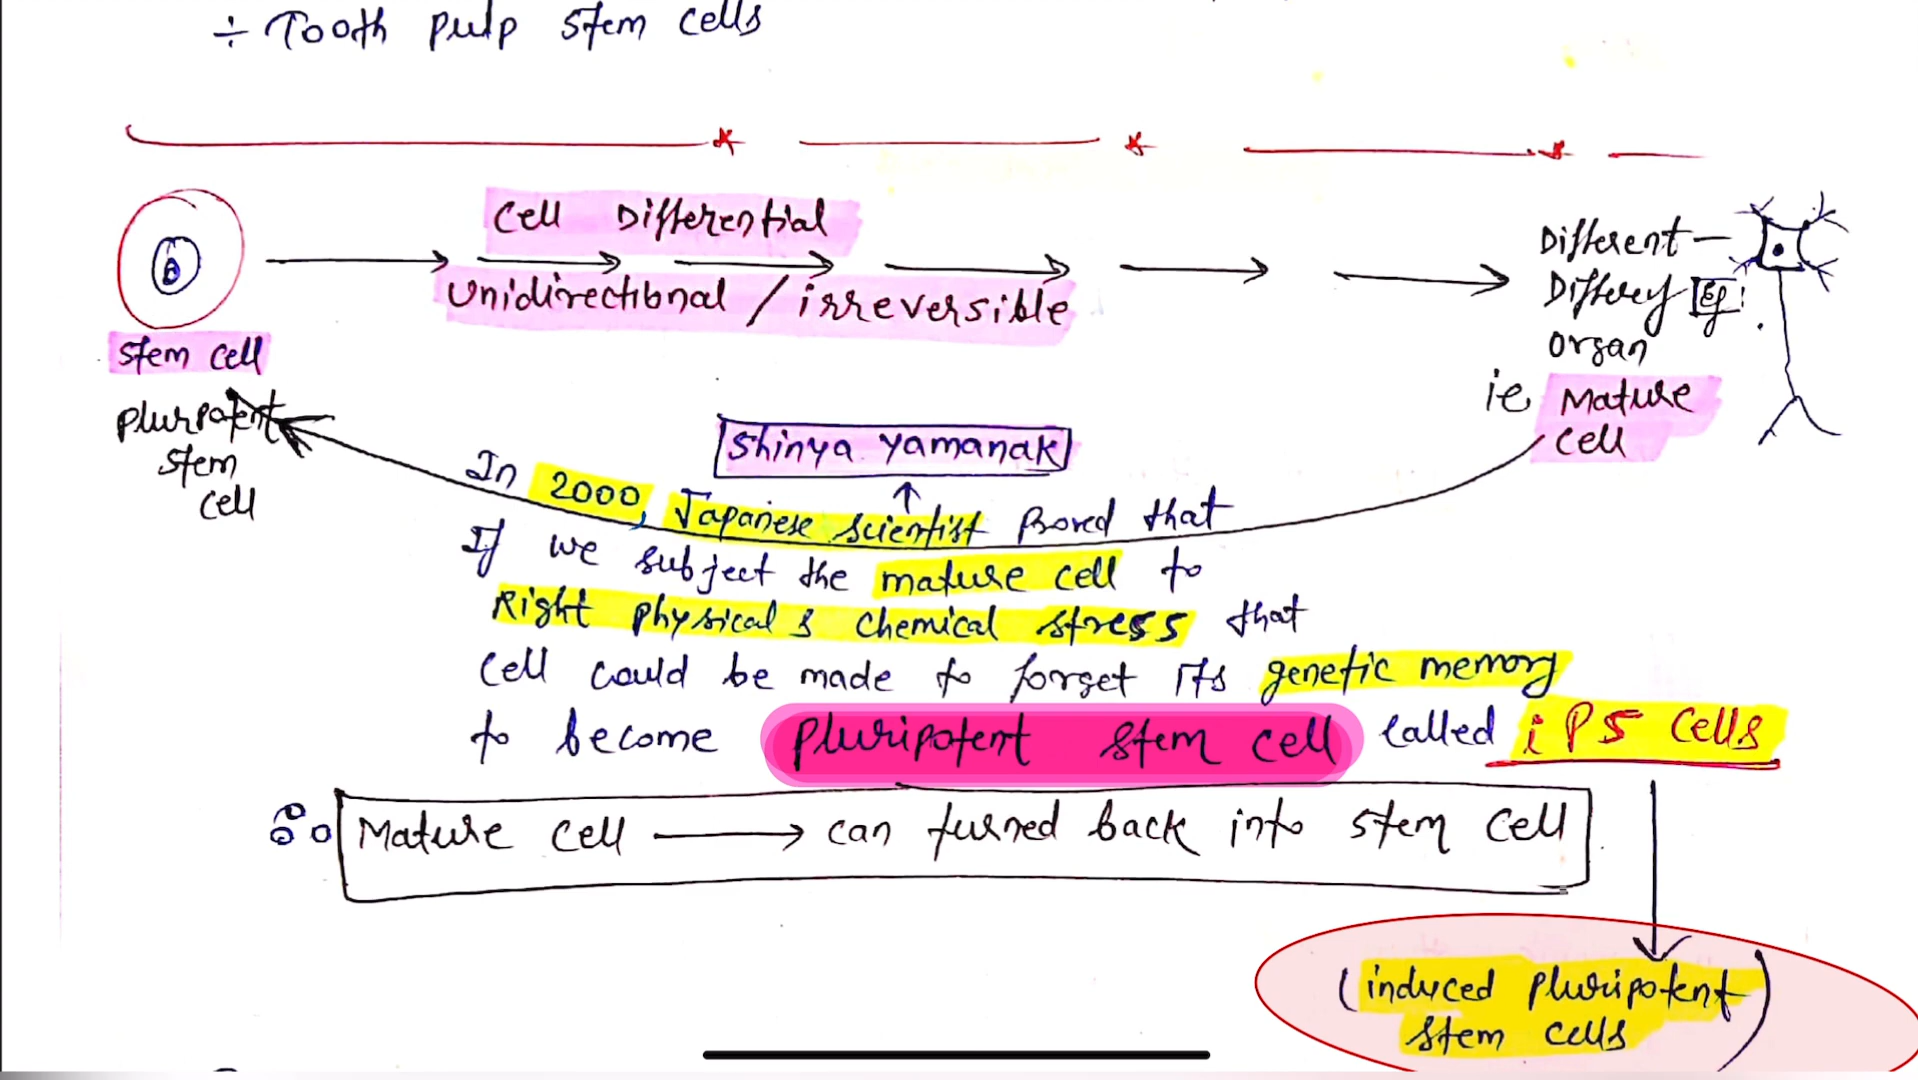 ÷ Tooth pulp stem cells
Cell Differential
Unidirectional / irreversible
Stem cell
plurpotent
stem
cell
Different
Differey Eg:
organ
ie Mature
cell
Shinya yamanak
In 2000, Japanese scientist Proved that
If we subject the mature cell to
Right physical & chemical stress that
cell could be made to forget its genetic memory
to become pluripotent stem cell called iPS cells
Mature cell → can turned back into stem cell
(induced pluripotent
stem cells)